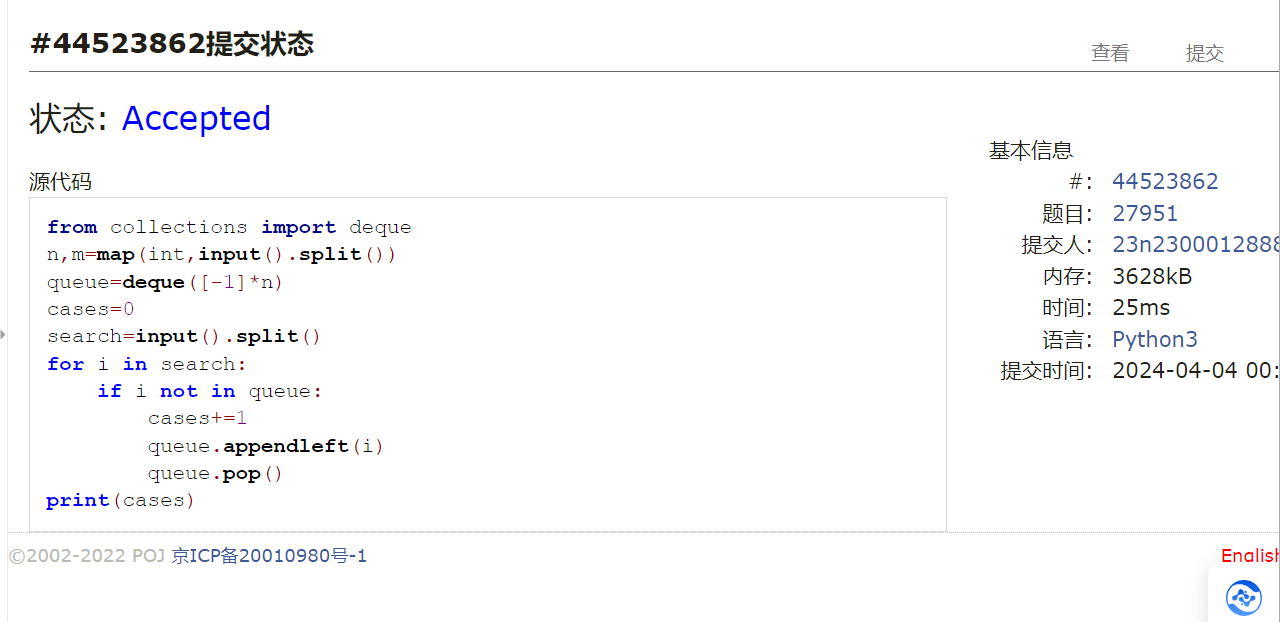 #44523862提交状态
查看 提交
状态: Accepted
源代码
from collections import deque
n,m=map(int,input().split())
queue=deque([-1]*n)
cases=0
search=input().split()
for i in search:
    if i not in queue:
        cases+=1
        queue.appendleft(i)
        queue.pop()
print(cases)
基本信息
#: 44523862
题目: 27951
提交人: 23n2300012888
内存: 3628kB
时间: 25ms
语言: Python3
提交时间: 2024-04-04 00:
©2002-2022 POJ 京ICP备20010980号-1